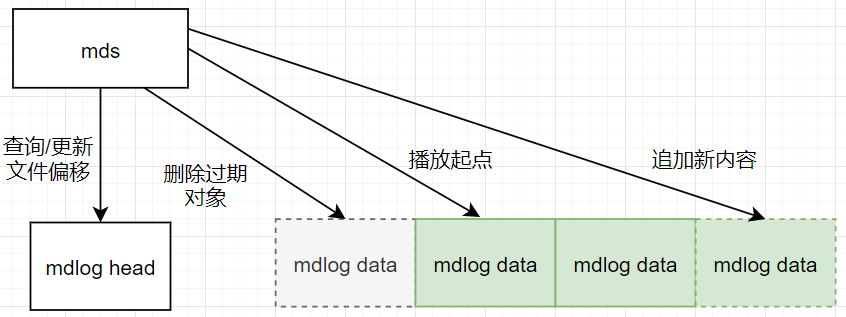 mds
查询/更新
文件偏移
删除过期
对象
播放起点
追加新内容
mdlog head
mdlog data
mdlog data
mdlog data
mdlog data